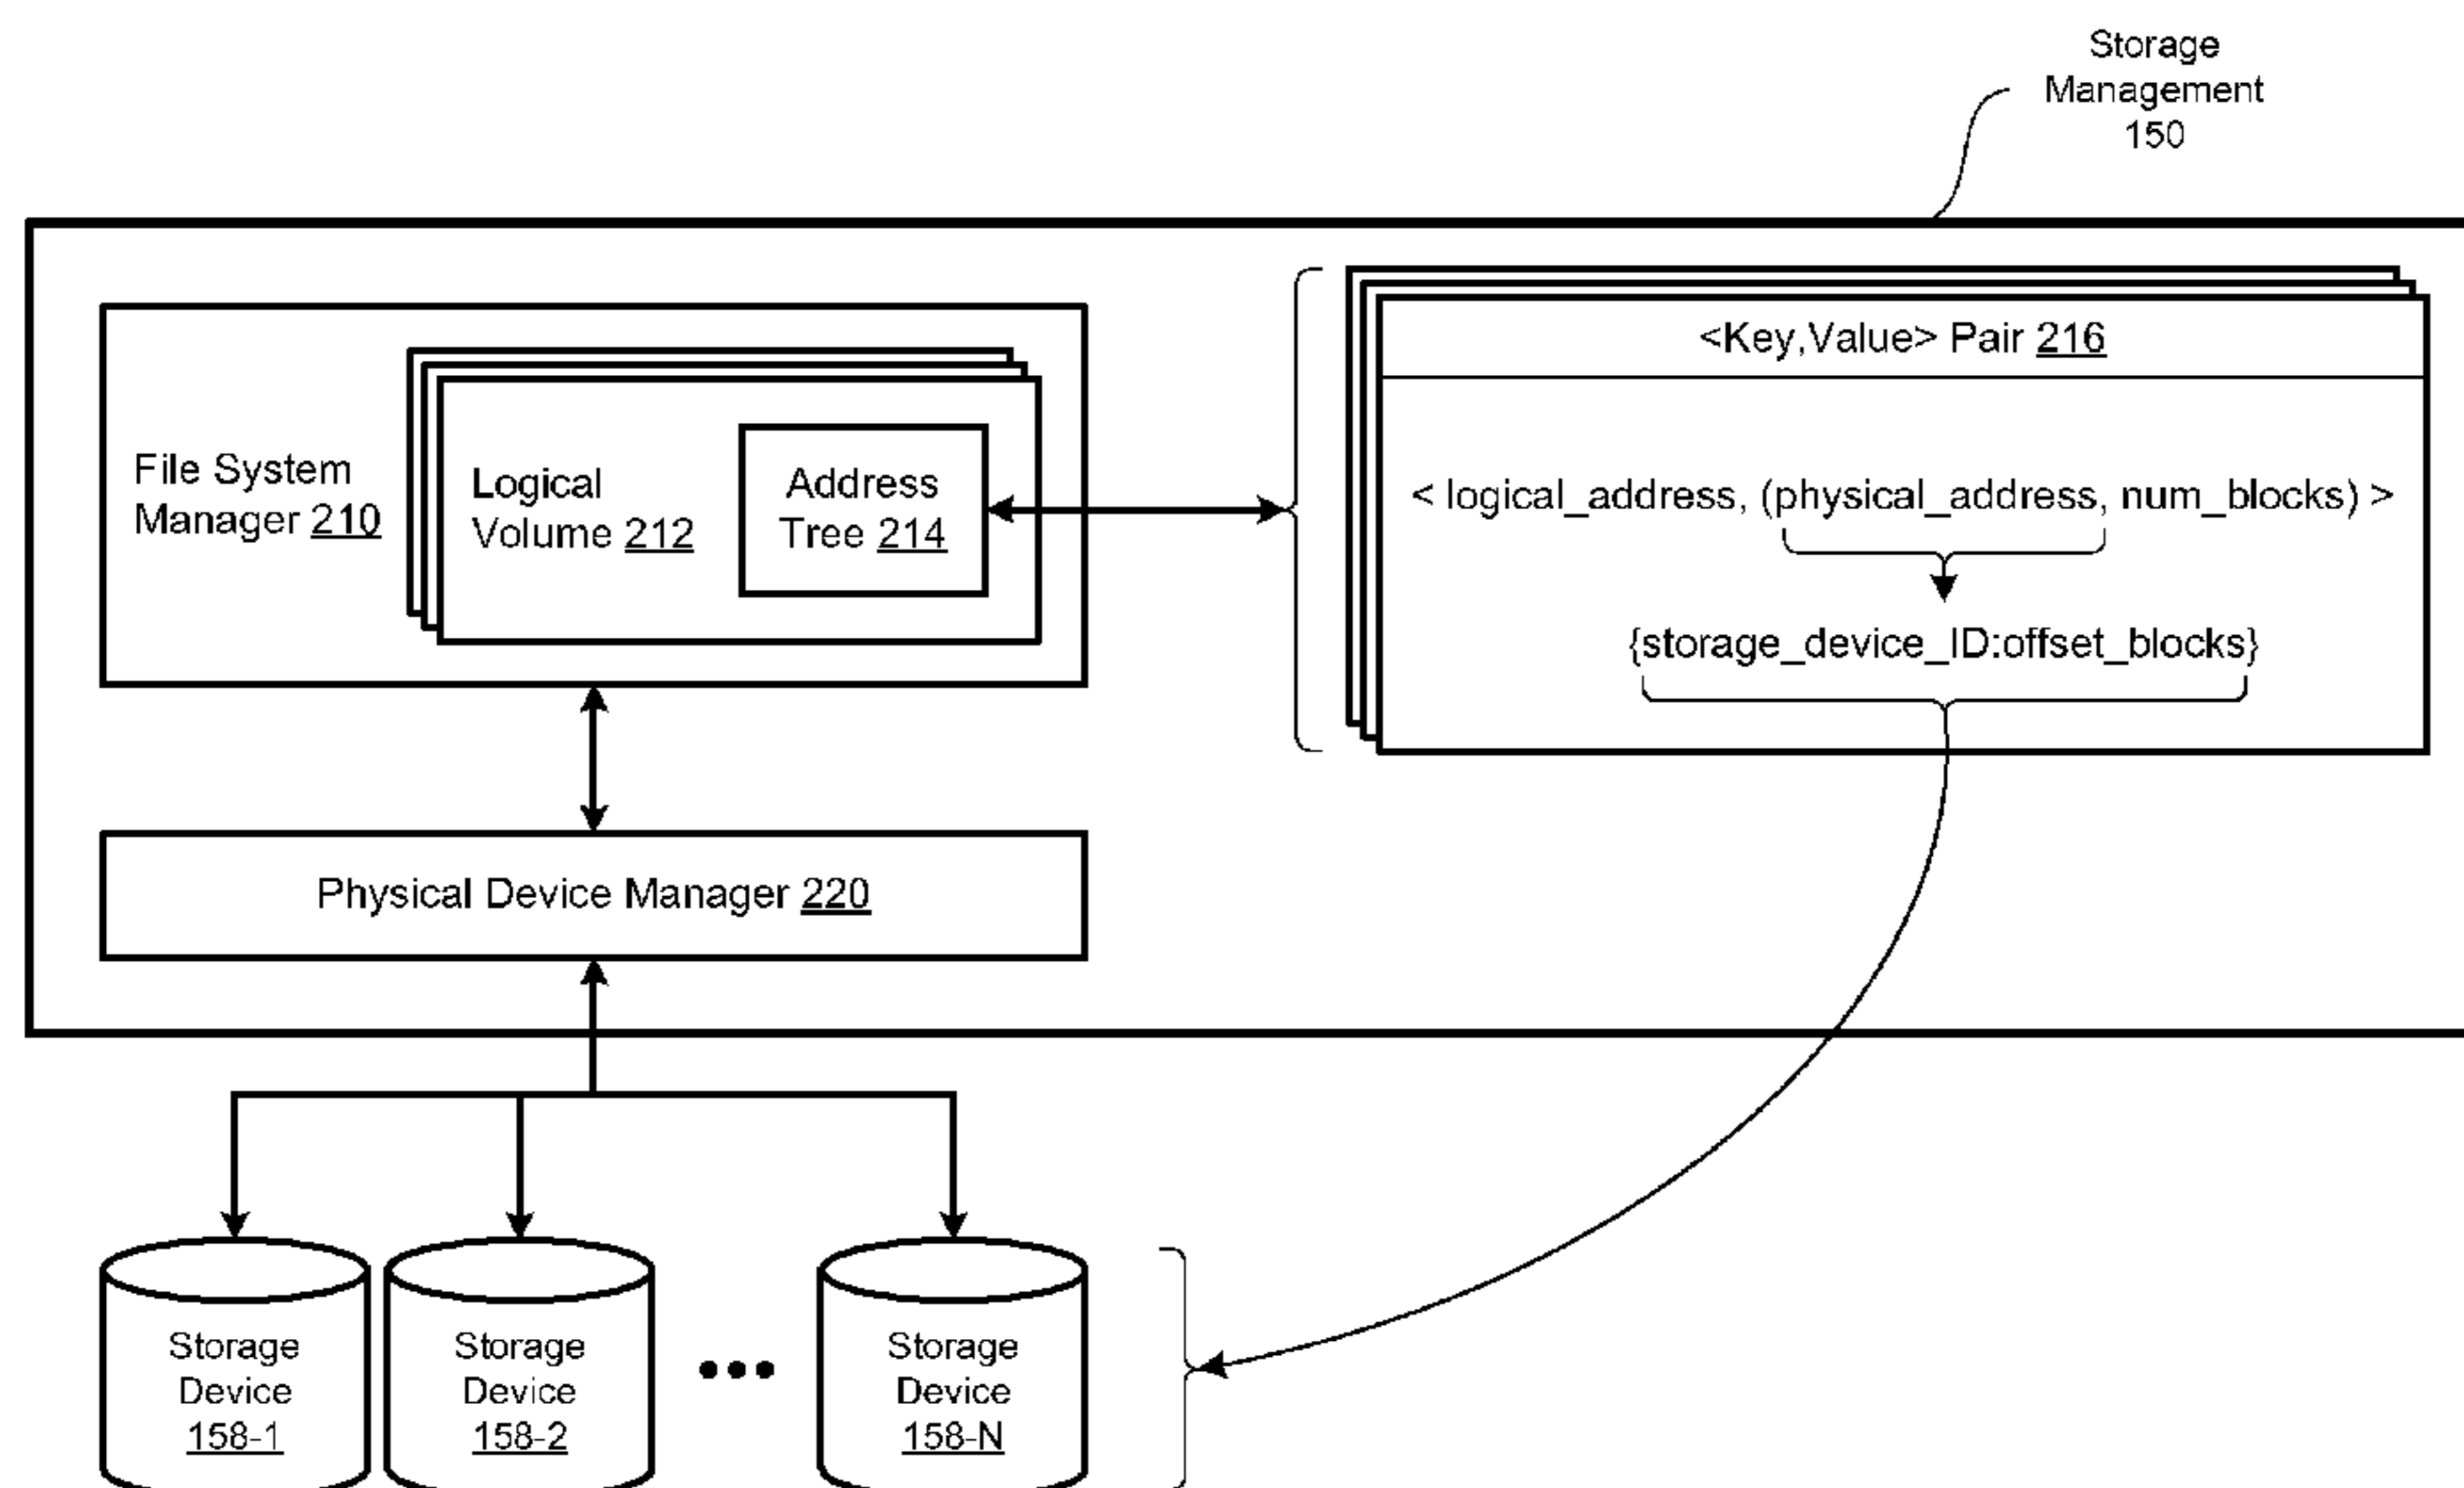 Storage
Management
150
<Key,Value> Pair 216
File System
Manager 210
Logical
Volume 212
Address
Tree 214
< logical_address, (physical_address, num_blocks) >
{storage_device_ID:offset_blocks}
Physical Device Manager 220
Storage
Device
158-1
Storage
Device
158-2
Storage
Device
158-N